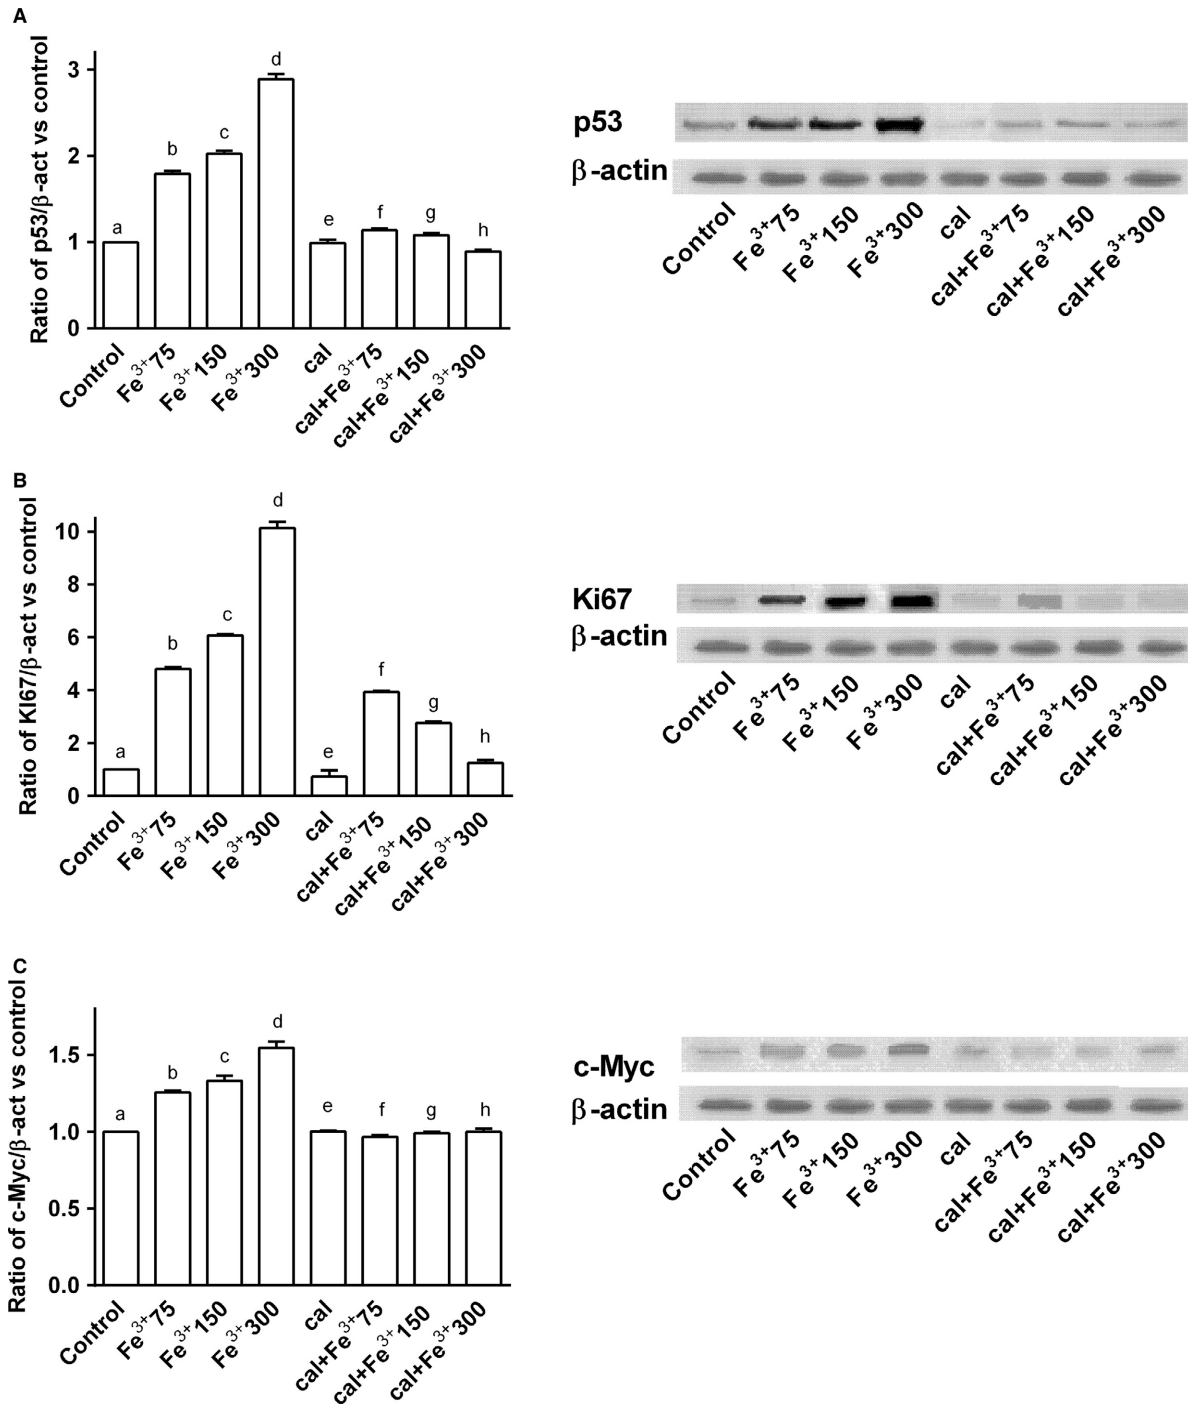 A
Ratio of p53/β-act vs control
3
2
1
0
a
b
c
d
e
f
g
h
Control
Fe³⁺75
Fe³⁺150
Fe³⁺300
cal
cal+Fe³⁺75
cal+Fe³⁺150
cal+Fe³⁺300
p53
β-actin
Control
Fe³⁺75
Fe³⁺150
Fe³⁺300
cal
cal+Fe³⁺75
cal+Fe³⁺150
cal+Fe³⁺300
B
Ratio of KI67/β-act vs control
10
8
6
4
2
0
a
b
c
d
e
f
g
h
Control
Fe³⁺75
Fe³⁺150
Fe³⁺300
cal
cal+Fe³⁺75
cal+Fe³⁺150
cal+Fe³⁺300
Ki67
β-actin
Control
Fe³⁺75
Fe³⁺150
Fe³⁺300
cal
cal+Fe³⁺75
cal+Fe³⁺150
cal+Fe³⁺300
C
Ratio of c-Myc/β-act vs control
1.5
1.0
0.5
0.0
a
b
c
d
e
f
g
h
Control
Fe³⁺75
Fe³⁺150
Fe³⁺300
cal
cal+Fe³⁺75
cal+Fe³⁺150
cal+Fe³⁺300
c-Myc
β-actin
Control
Fe³⁺75
Fe³⁺150
Fe³⁺300
cal
cal+Fe³⁺75
cal+Fe³⁺150
cal+Fe³⁺300